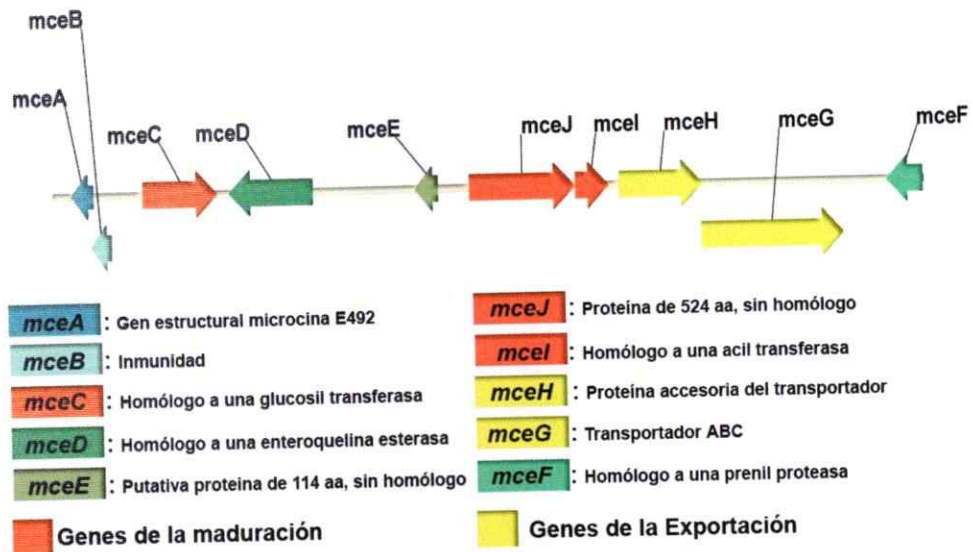 mceB
mceA
mceC
mceD
mceE
mceJ
mceI
mceH
mceG
mceF
mceA : Gen estructural microcina E492
mceB : Inmunidad
mceC : Homólogo a una glucosil transferasa
mceD : Homólogo a una enteroquelina esterasa
mceE : Putativa proteina de 114 aa, sin homólogo
Genes de la maduración
mceJ : Proteína de 524 aa, sin homólogo
mceI : Homólogo a una acil transferasa
mceH : Proteína accesoria del transportador
mceG : Transportador ABC
mceF : Homólogo a una prenil proteasa
Genes de la Exportación